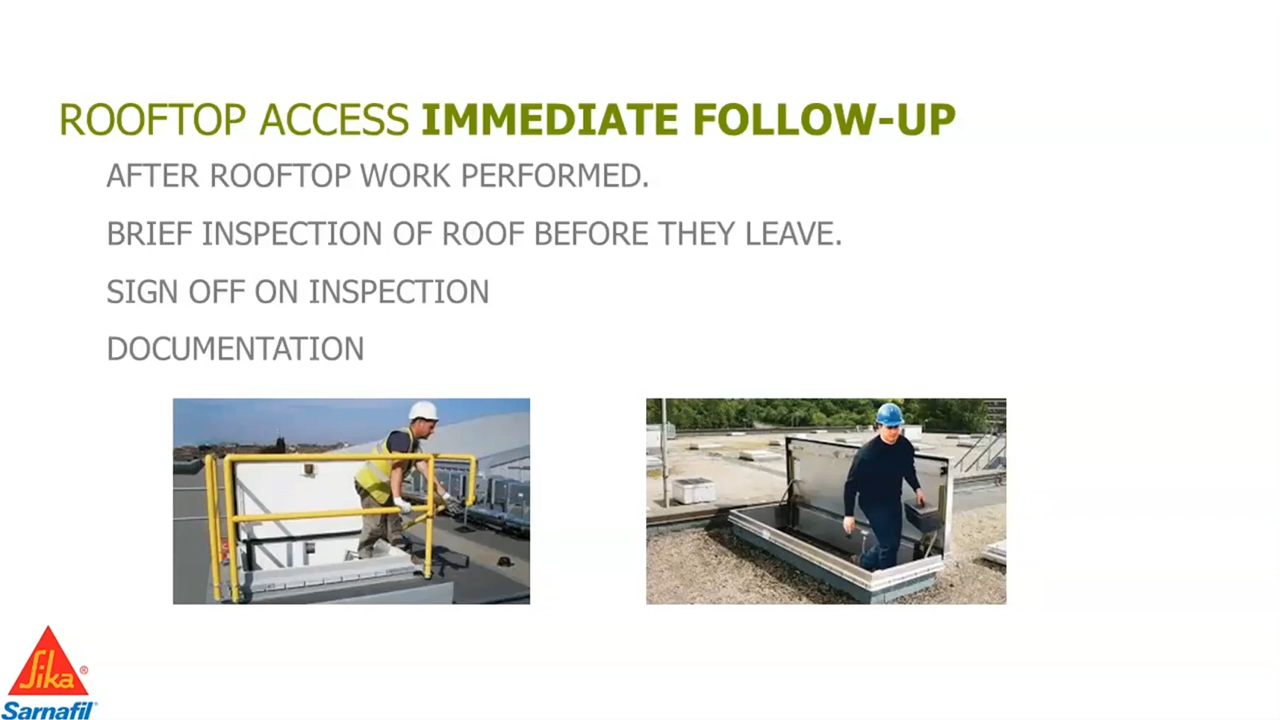 ROOFTOP ACCESS IMMEDIATE FOLLOW-UP
AFTER ROOFTOP WORK PERFORMED.
BRIEF INSPECTION OF ROOF BEFORE THEY LEAVE.
SIGN OFF ON INSPECTION
DOCUMENTATION
Sika®
Sarnafil®